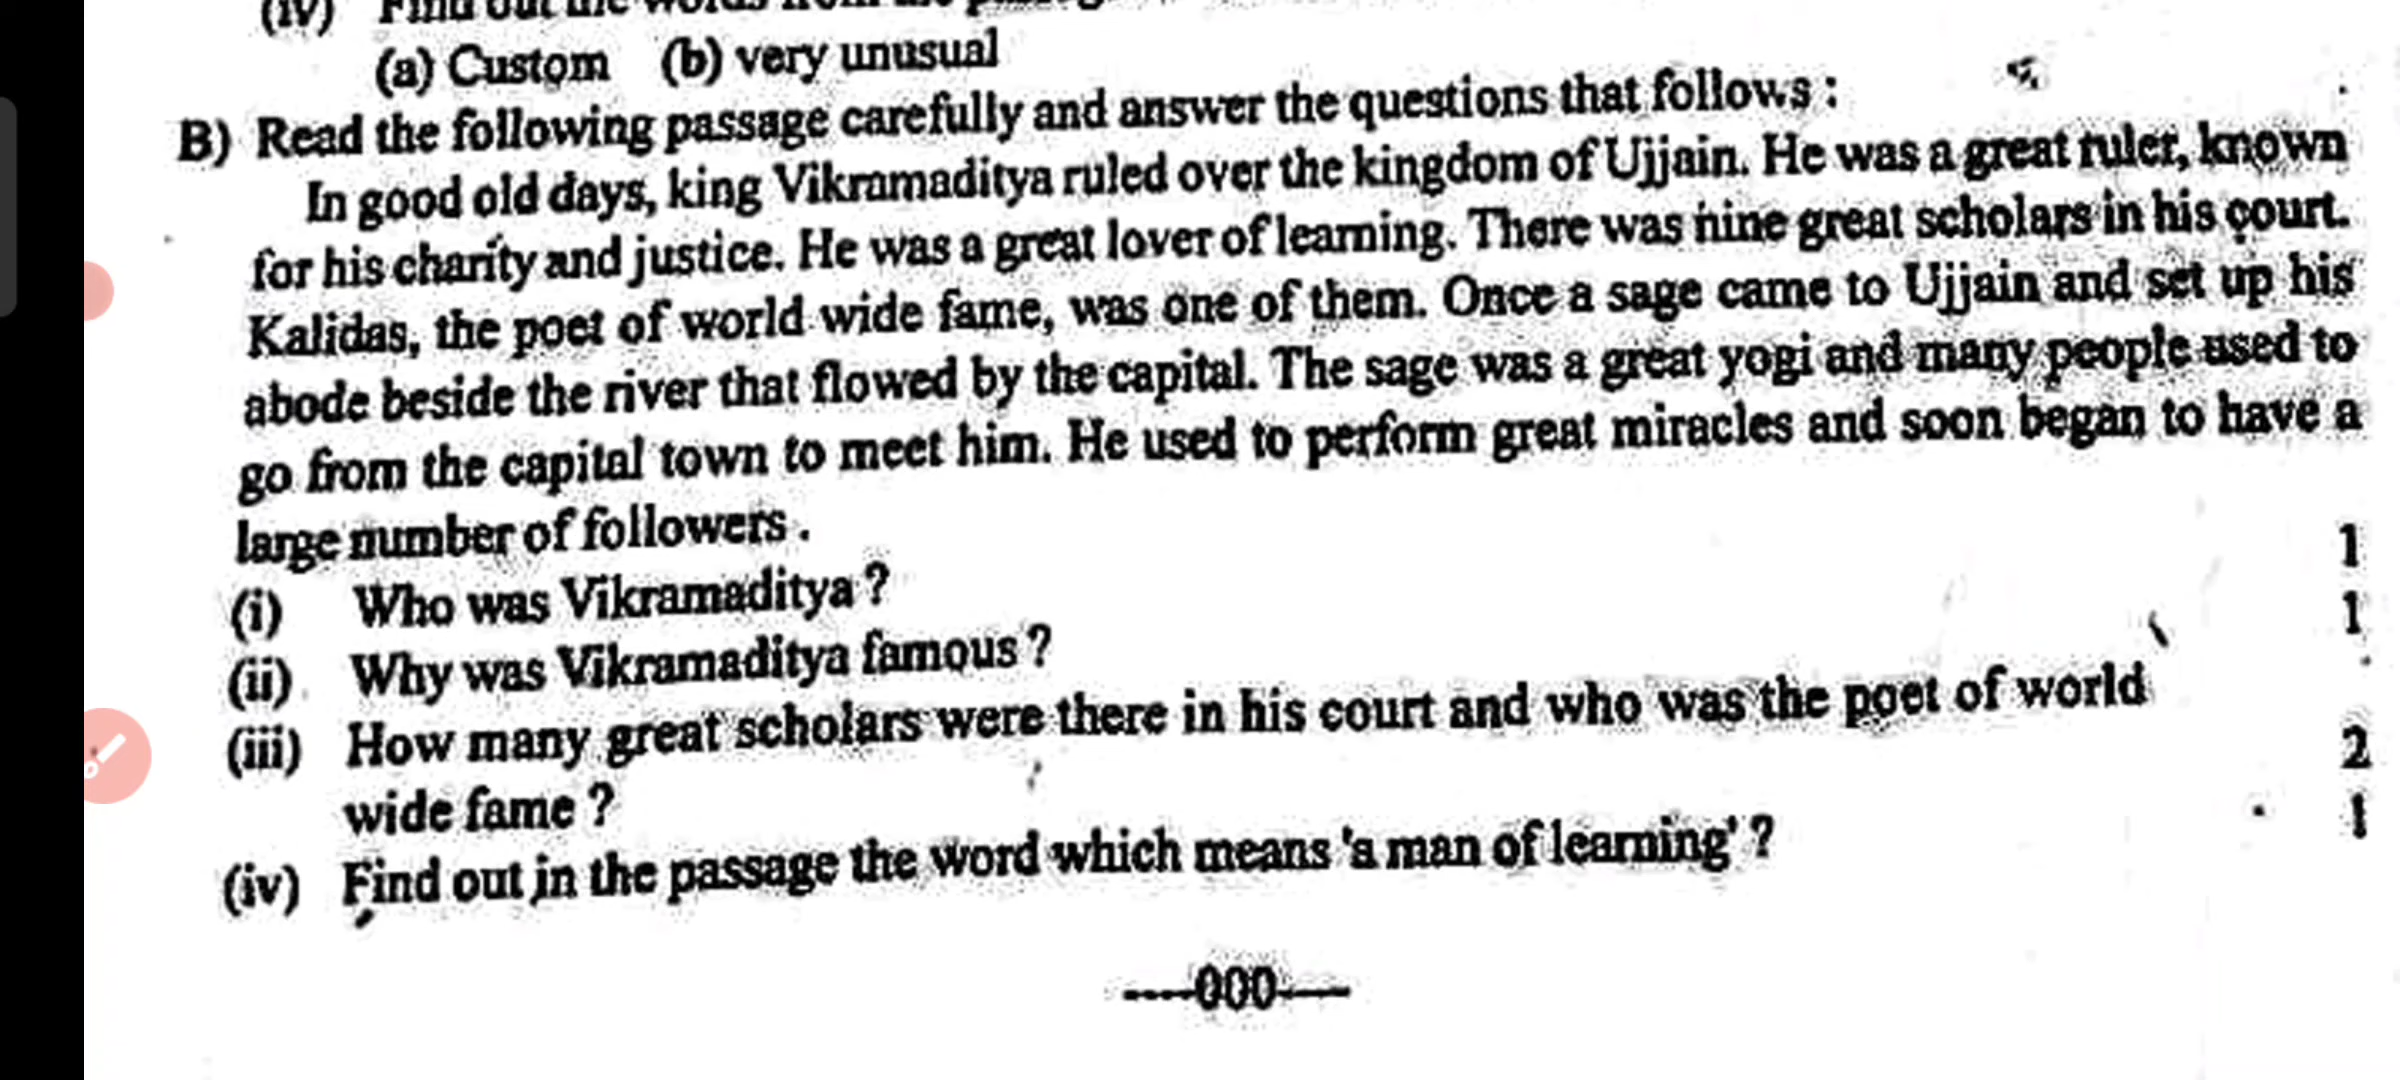 (iv) Find out the words from the
(a) Custom (b) very unusual
B) Read the following passage carefully and answer the questions that follows :
In good old days, king Vikramaditya ruled over the kingdom of Ujjain. He was a great ruler, known
for his charity and justice. He was a great lover of learning. There was nine great scholars in his court.
Kalidas, the poet of world wide fame, was one of them. Once a sage came to Ujjain and set up his
abode beside the river that flowed by the capital. The sage was a great yogi and many people used to
go from the capital town to meet him. He used to perform great miracles and soon began to have a
large number of followers .
(i) Who was Vikramaditya ? 1
(ii) Why was Vikramaditya famous ? 1
(iii) How many great scholars were there in his court and who was the poet of world
wide fame ? 2
(iv) Find out in the passage the word which means 'a man of learning' ? 1
----000----